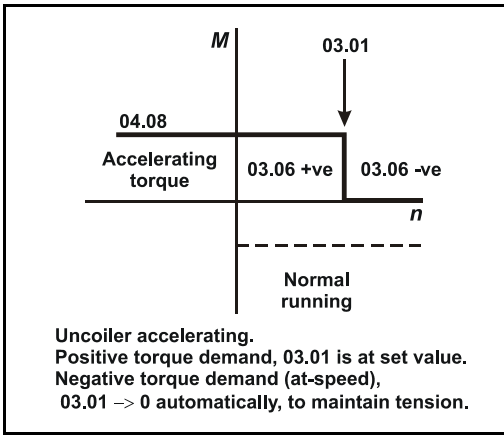 M
03.01
04.08
Accelerating
torque
03.06 +ve
03.06 -ve
n
Normal
running
Uncoiler accelerating.
Positive torque demand, 03.01 is at set value.
Negative torque demand (at-speed),
03.01 –> 0 automatically, to maintain tension.